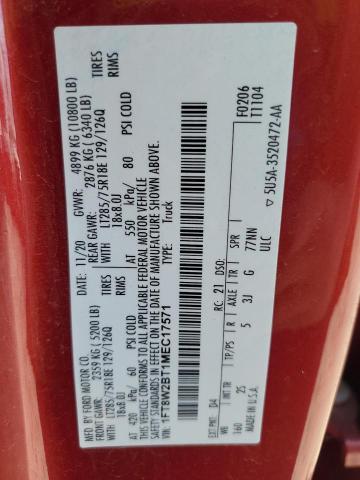 MFD. BY FORD MOTOR CO.
DATE: 11/20 GVWR: 4899 KG (10800 LB)
FRONT GAWR: 2359 KG (5200 LB) REAR GAWR: 2876 KG (6340 LB)
LT285/75R18E 129/126Q LT285/75R18E 129/126Q TIRES
18x8.0J 18x8.0J RIMS
AT 420 kPa/ 60 PSI COLD AT 550 kPa/ 80 PSI COLD
THIS VEHICLE CONFORMS TO ALL APPLICABLE FEDERAL MOTOR VEHICLE
SAFETY STANDARDS IN EFFECT ON THE DATE OF MANUFACTURE SHOWN ABOVE.
VIN: 1FT8W2BT1MEC17571
TYPE: Truck
F0206
T1104
EXT PNT: D4 RC: 21 DSO:
WB INT TR TP/PS R AXLE TR SPR
160 2S 5 3J G 77NN
ULC
5U5A-3520472-AA
MADE IN U.S.A.
TIRES
RIMS